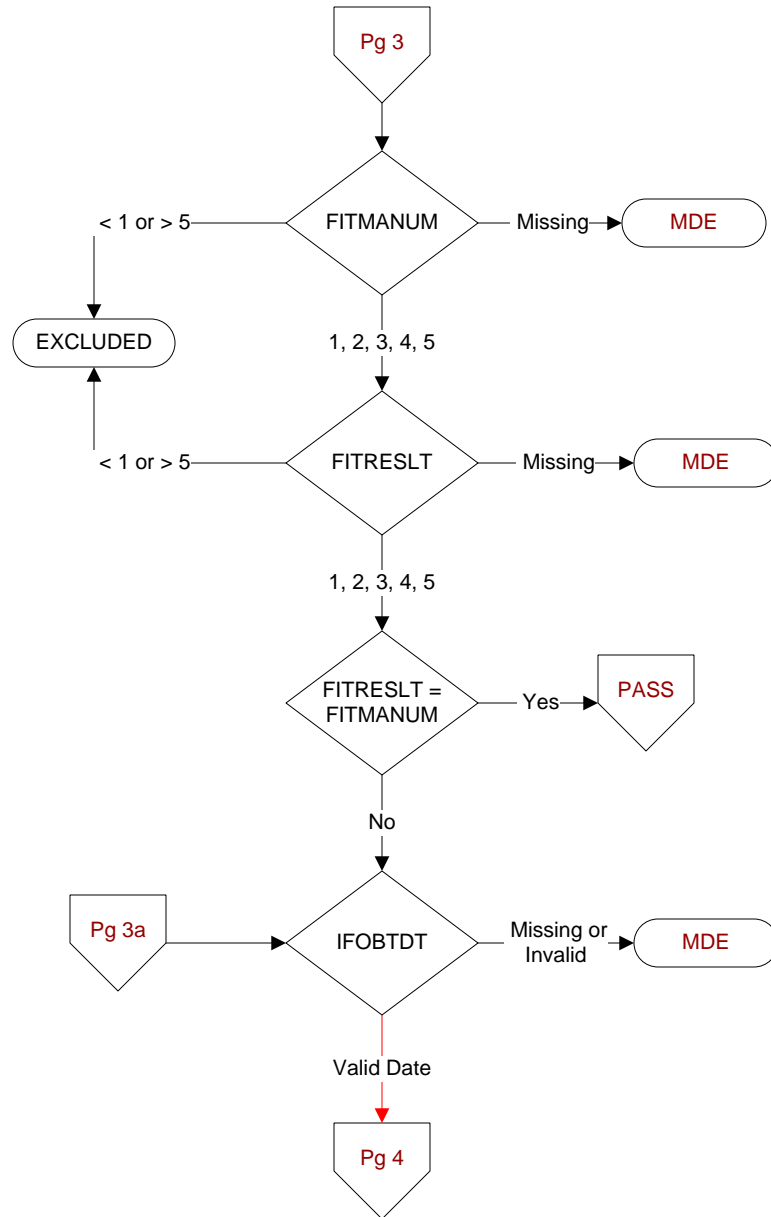 Pg 3
< 1 or > 5
FITMANUM
Missing
MDE
EXCLUDED
1, 2, 3, 4, 5
< 1 or > 5
FITRESLT
Missing
MDE
1, 2, 3, 4, 5
FITRESLT =
FITMANUM
Yes
PASS
No
Pg 3a
IFOBTDT
Missing or
Invalid
MDE
Valid Date
Pg 4